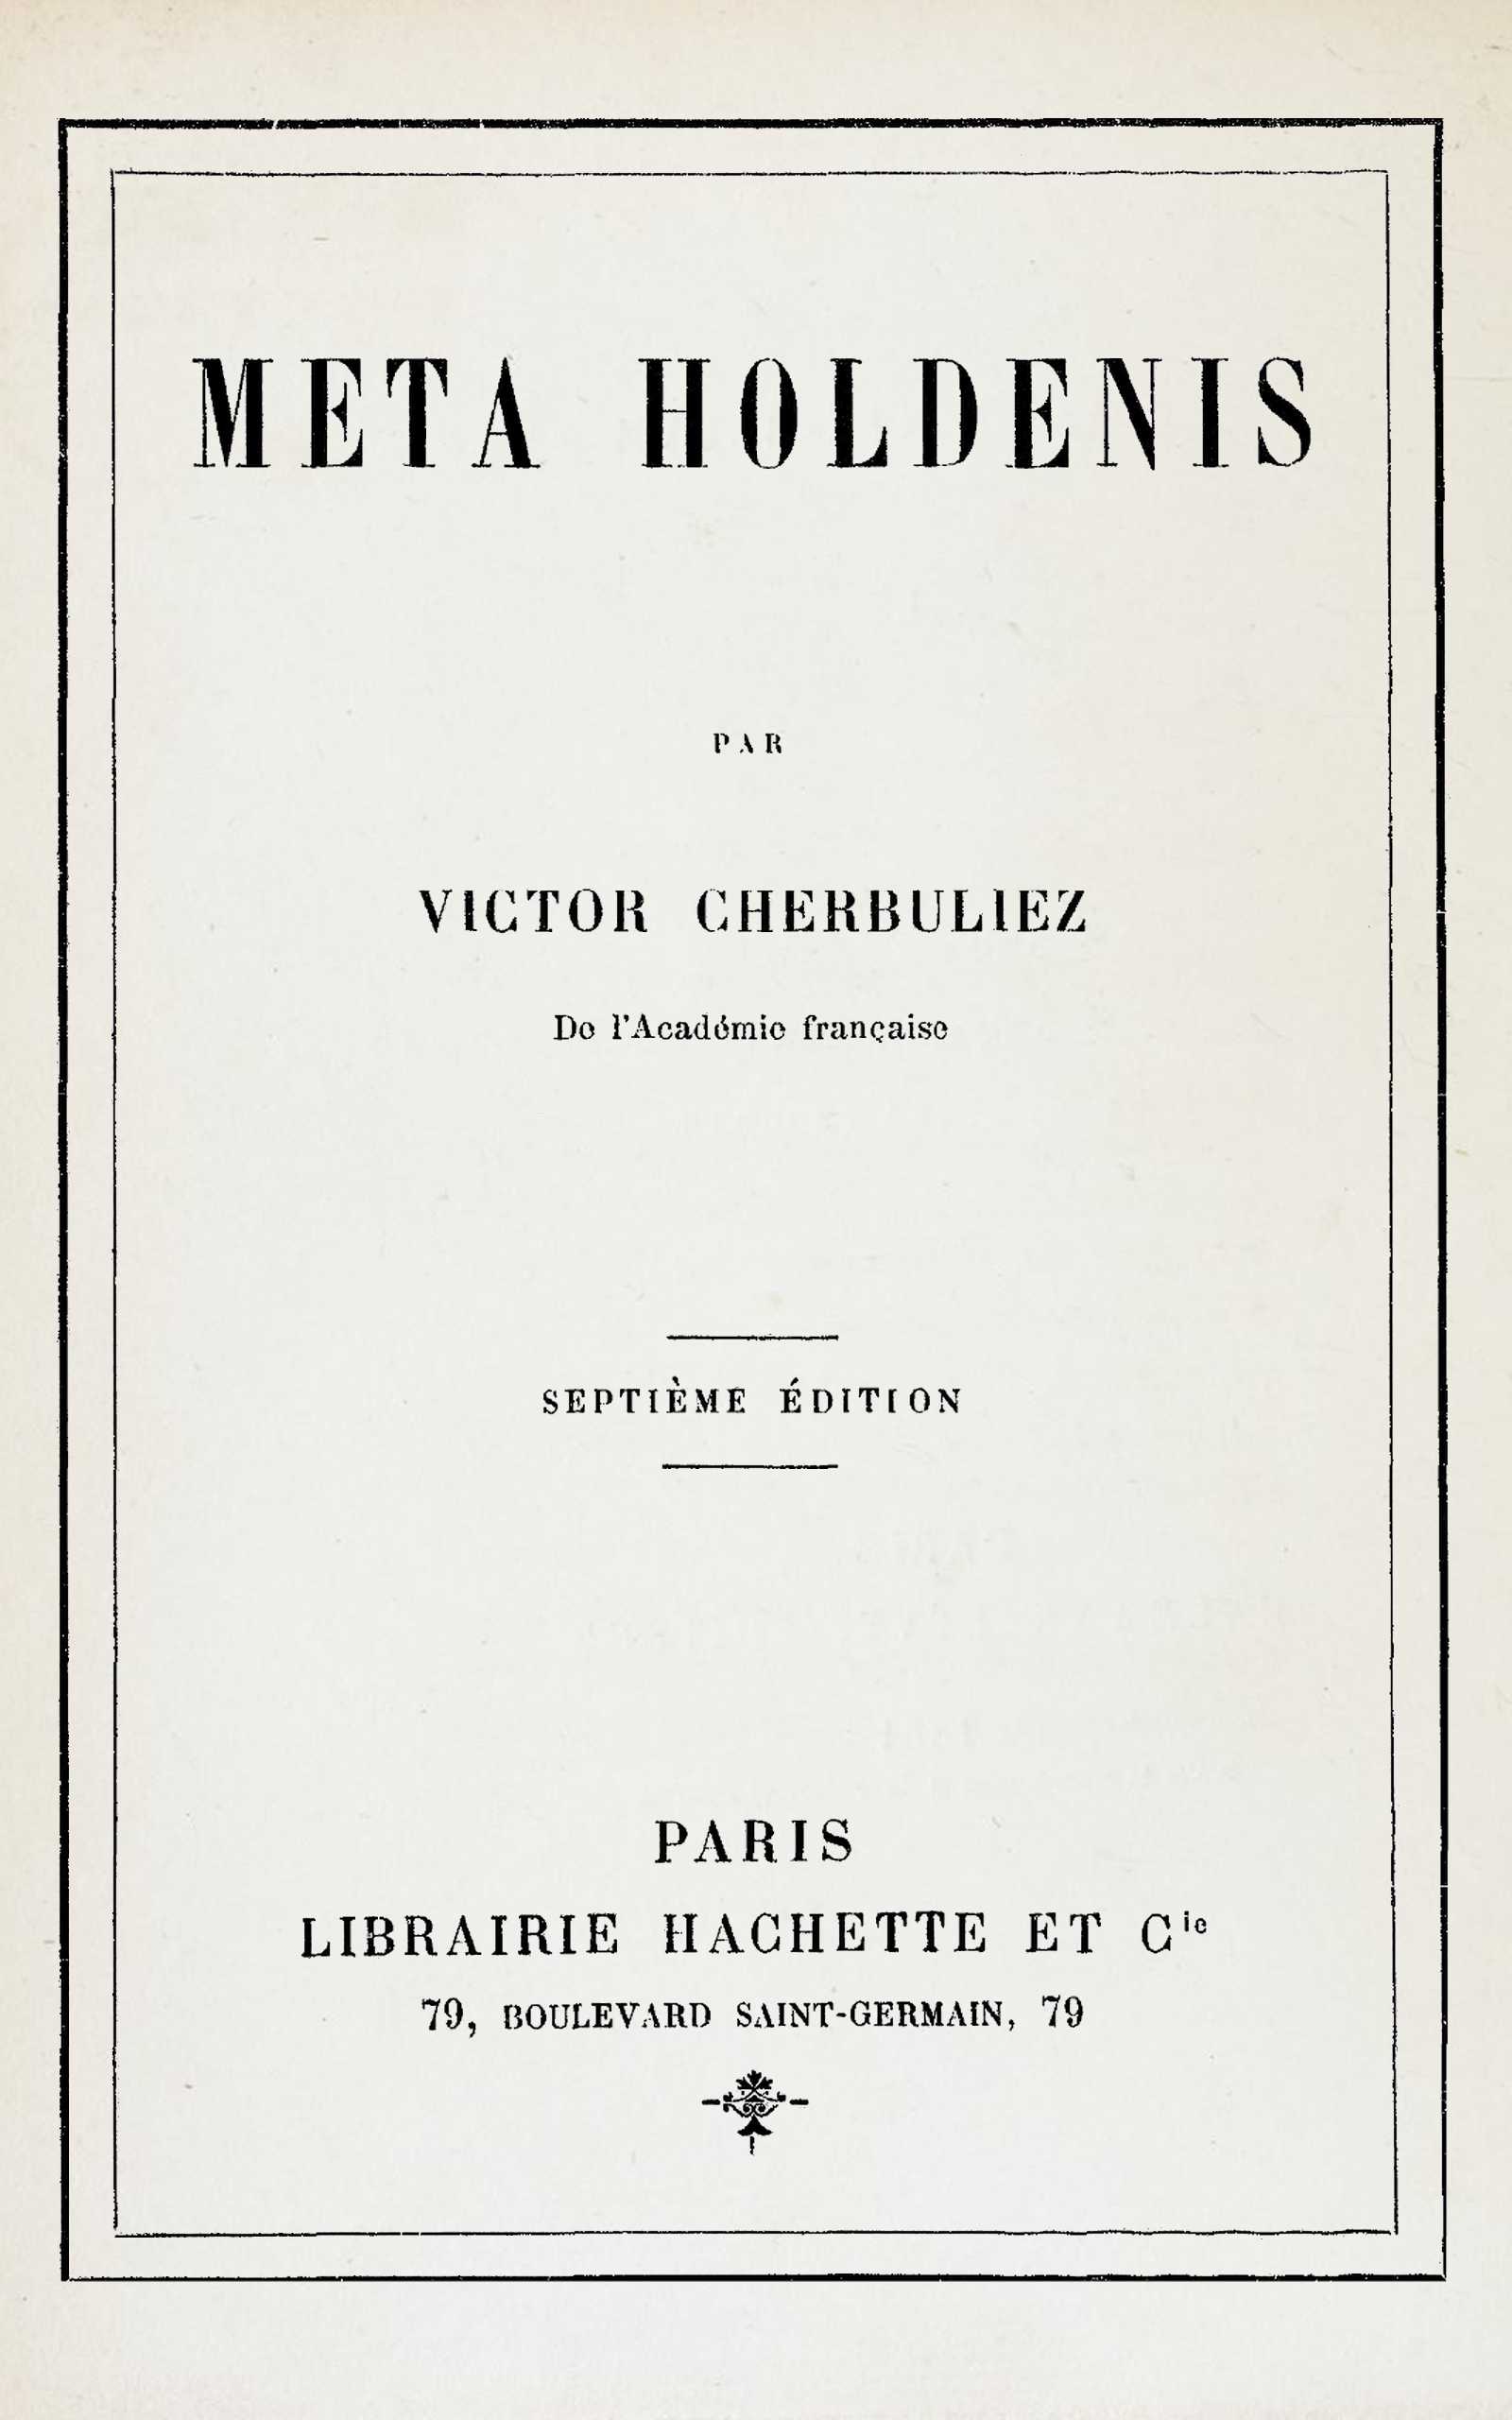 META HOLDENIS
PAR
VICTOR CHERBULIEZ
De l'Académie française
SEPTIÈME ÉDITION
PARIS
LIBRAIRIE HACHETTE ET Cie
79, BOULEVARD SAINT-GERMAIN, 79